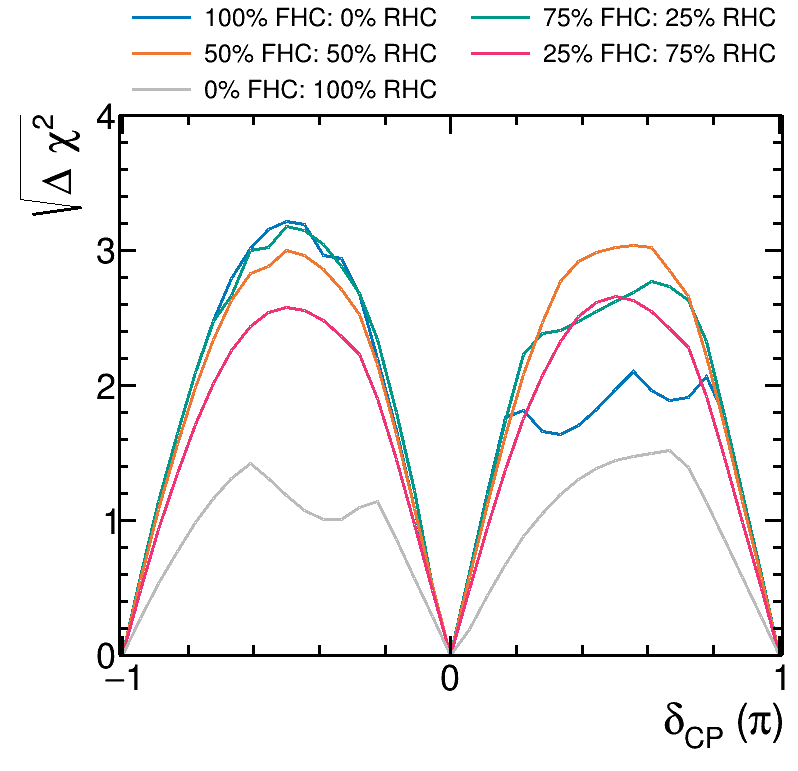 100% FHC: 0% RHC
75% FHC: 25% RHC
50% FHC: 50% RHC
25% FHC: 75% RHC
0% FHC: 100% RHC
√Δ χ²
4
3
2
1
0
−1
0
1
δCP (π)